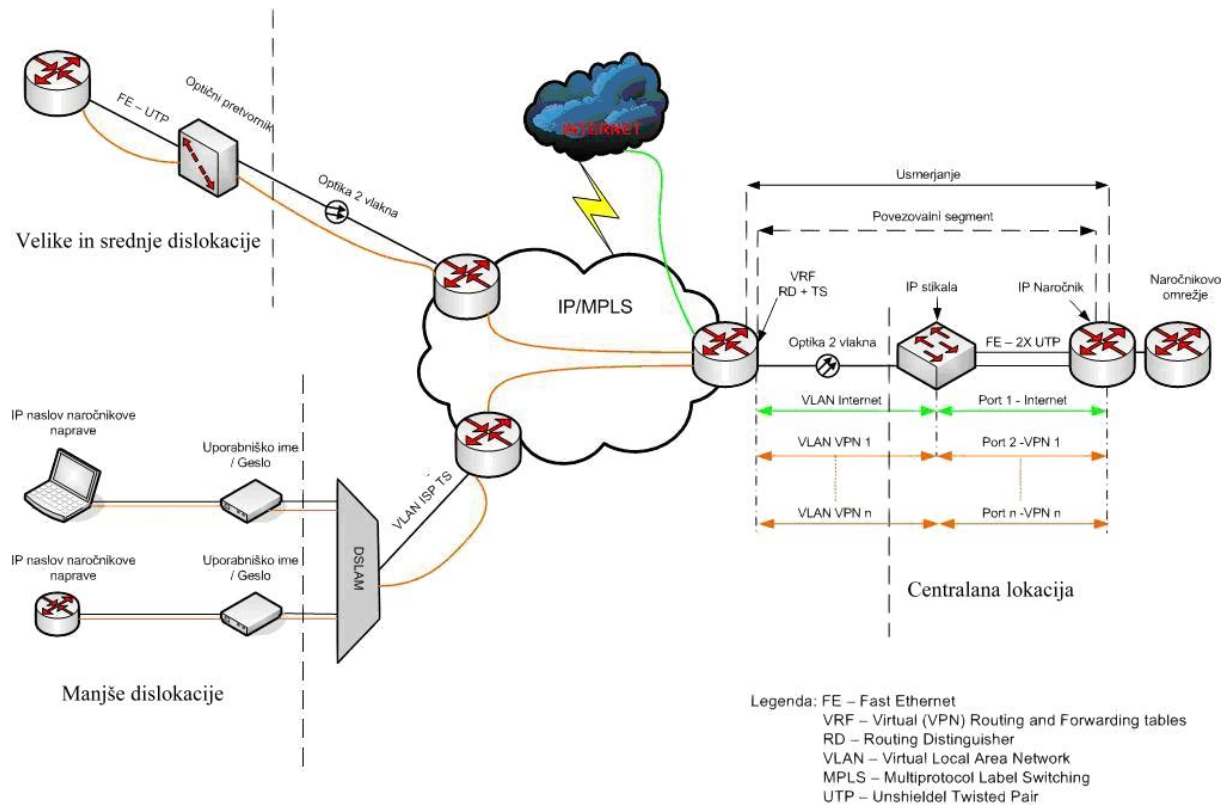 FE – UTP
Optični pretvornik
Optika 2 vlakna
Velike in srednje dislokacije
INTERNET
IP/MPLS
Usmerjanje
Povezovalni segment
VRF
RD + TS
IP stikala
IP Naročnik
Naročnikovo
omrežje
Optika 2 vlakna
FE – 2X UTP
VLAN Internet
Port 1 - Internet
VLAN VPN 1
Port 2 -VPN 1
VLAN VPN n
Port n -VPN n
Centralana lokacija
IP naslov naročnikove
naprave
Uporabniško ime
/ Geslo
VLAN ISP TS
DSLAM
IP naslov naročnikove
naprave
Uporabniško ime
/ Geslo
Manjše dislokacije
Legenda: FE – Fast Ethernet
VRF – Virtual (VPN) Routing and Forwarding tables
RD – Routing Distinguisher
VLAN – Virtual Local Area Network
MPLS – Multiprotocol Label Switching
UTP – Unshieldel Twisted Pair